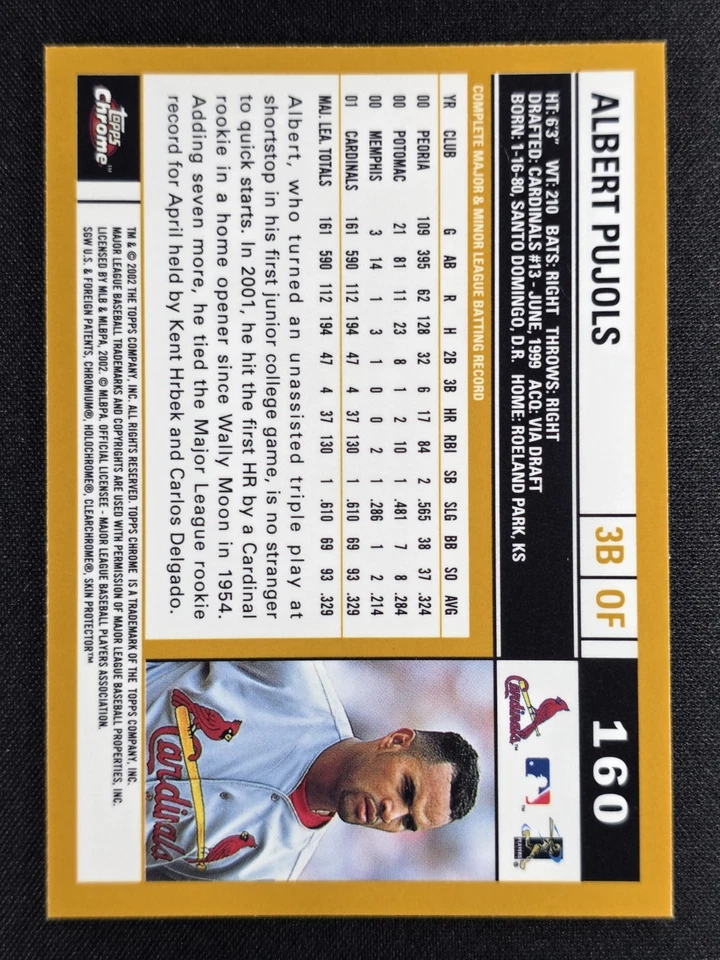 ALBERT PUJOLS
3B OF
160
HT: 6'3" WT: 210 BATS: RIGHT THROWS: RIGHT
DRAFTED: CARDINALS #13 - JUNE, 1999 ACQ: VIA DRAFT
BORN: 1-16-80, SANTO DOMINGO, D.R. HOME: ROELAND PARK, KS
Cardinals
COMPLETE MAJOR & MINOR LEAGUE BATTING RECORD
YR CLUB G AB R H 2B 3B HR RBI SB SLG BB SO AVG
00 PEORIA 109 395 62 128 32 6 17 84 2 .565 38 37 .324
00 POTOMAC 21 81 11 23 8 1 2 10 1 .481 7 8 .284
00 MEMPHIS 3 14 1 3 1 0 0 2 1 .286 1 2 .214
01 CARDINALS 161 590 112 194 47 4 37 130 1 .610 69 93 .329
MAJ. LEA. TOTALS 161 590 112 194 47 4 37 130 1 .610 69 93 .329
Albert, who turned an unassisted triple play at
shortstop in his first junior college game, is no stranger
to quick starts. In 2001, he hit the first HR by a Cardinal
rookie in a home opener since Wally Moon in 1954.
Adding seven more, he tied the Major League rookie
record for April held by Kent Hrbek and Carlos Delgado.
Cardinals
Topps
Chrome™
TM & © 2002 THE TOPPS COMPANY, INC. ALL RIGHTS RESERVED. TOPPS CHROME IS A TRADEMARK OF THE TOPPS COMPANY, INC.
MAJOR LEAGUE BASEBALL TRADEMARKS AND COPYRIGHTS ARE USED WITH PERMISSION OF MAJOR LEAGUE BASEBALL PROPERTIES, INC.
LICENSED BY MLB & MLBPA, 2002. © MLBPA. OFFICIAL LICENSEE - MAJOR LEAGUE BASEBALL PLAYERS ASSOCIATION.
SGW U.S. & FOREIGN PATENTS, CHROMIUM®, HOLOCHROME®, CLEARCHROME®, SKIN PROTECTOR™